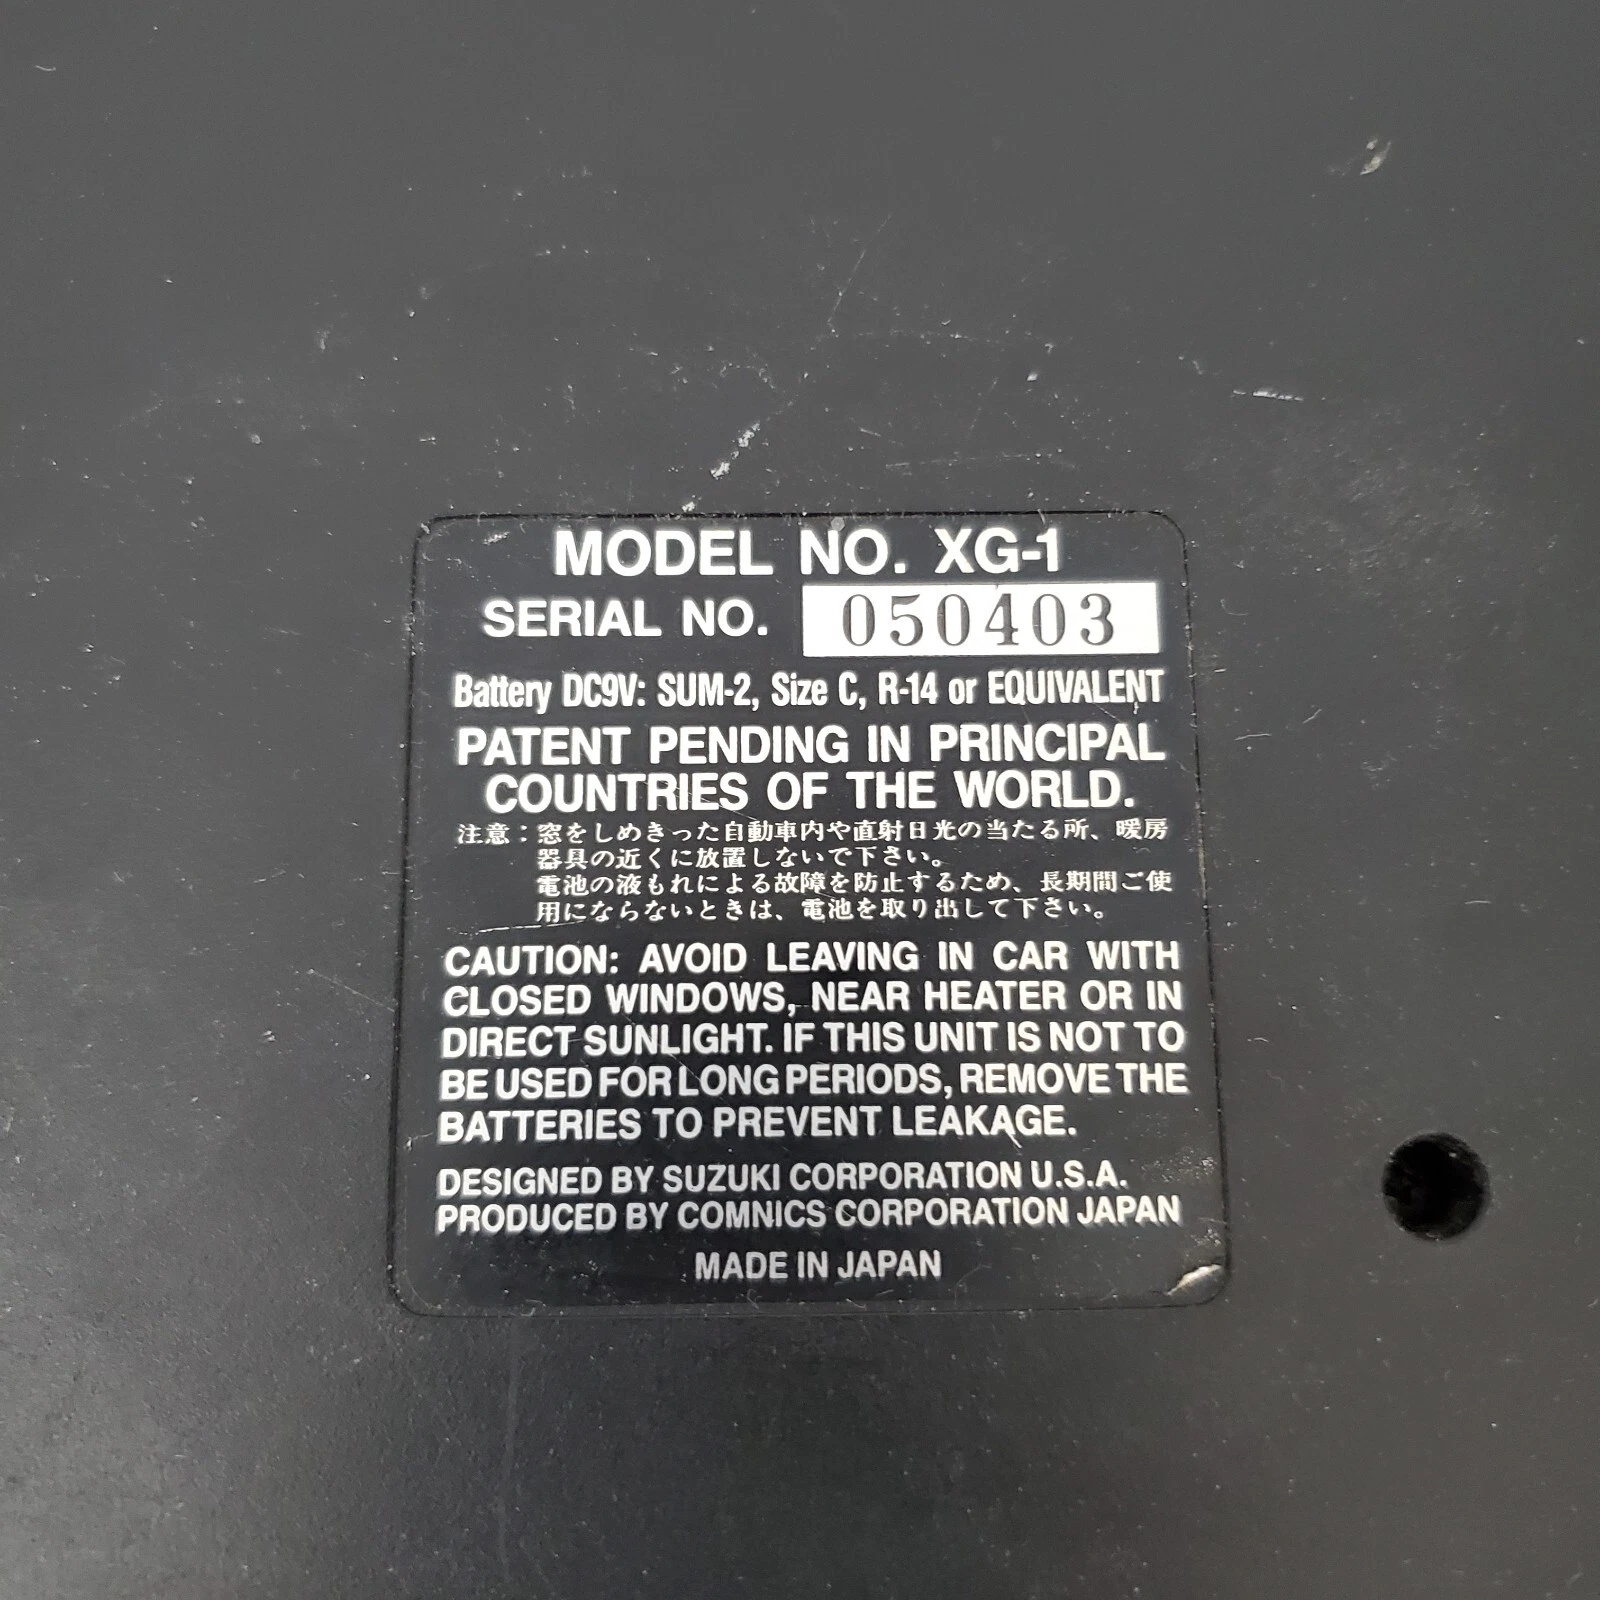 MODEL NO. XG-1
SERIAL NO. 050403
Battery DC9V: SUM-2, Size C, R-14 or EQUIVALENT
PATENT PENDING IN PRINCIPAL
COUNTRIES OF THE WORLD.
注意：窓をしめきった自動車内や直射日光の当たる所、暖房
器具の近くに放置しないで下さい。
電池の液もれによる故障を防止するため、長期間ご使
用にならないときは、電池を取り出して下さい。
CAUTION: AVOID LEAVING IN CAR WITH
CLOSED WINDOWS, NEAR HEATER OR IN
DIRECT SUNLIGHT. IF THIS UNIT IS NOT TO
BE USED FOR LONG PERIODS, REMOVE THE
BATTERIES TO PREVENT LEAKAGE.
DESIGNED BY SUZUKI CORPORATION U.S.A.
PRODUCED BY COMNICS CORPORATION JAPAN
MADE IN JAPAN